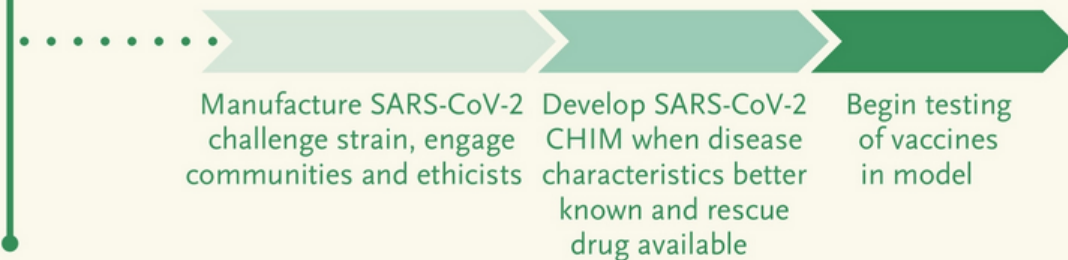 Manufacture SARS-CoV-2
challenge strain, engage
communities and ethicists
Develop SARS-CoV-2
CHIM when disease
characteristics better
known and rescue
drug available
Begin testing
of vaccines
in model